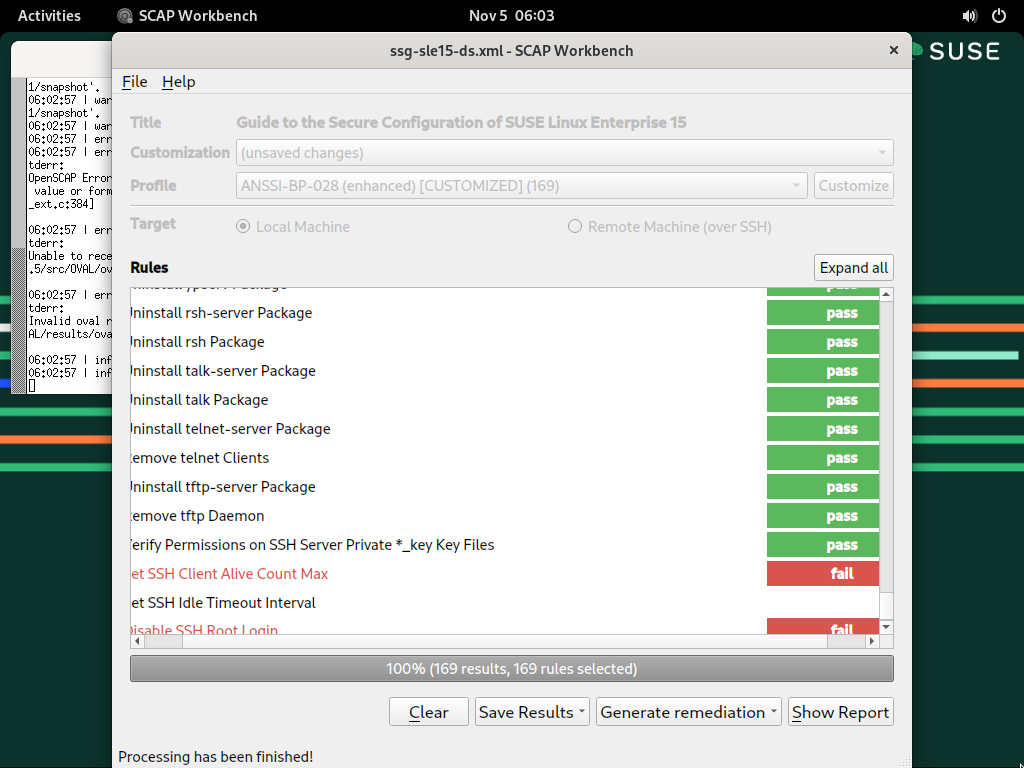 Activities SCAP Workbench Nov 5 06:03
ssg-sle15-ds.xml - SCAP Workbench
SUSE
File Help
1/snapshot'.
06:02:57 | war
1/snapshot'.
06:02:57 | war
06:02:57 | err
06:02:57 | err
tderr:
OpenSCAP Error
value or form
_ext.c:384]
06:02:57 | err
tderr:
Unable to rece
.5/src/OVAL/ov
06:02:57 | err
tderr:
Invalid oval r
AL/results/ova
06:02:57 | inf
06:02:57 | inf
Title Guide to the Secure Configuration of SUSE Linux Enterprise 15
Customization (unsaved changes)
Profile ANSSI-BP-028 (enhanced) [CUSTOMIZED] (169) Customize
Target Local Machine Remote Machine (over SSH)
Rules Expand all
Package pass
Uninstall rsh-server Package pass
Uninstall rsh Package pass
Uninstall talk-server Package pass
Uninstall talk Package pass
Uninstall telnet-server Package pass
emove telnet Clients pass
Uninstall tftp-server Package pass
emove tftp Daemon pass
Verify Permissions on SSH Server Private *_key Key Files pass
et SSH Client Alive Count Max fail
et SSH Idle Timeout Interval
Disable SSH Root Login fail
100% (169 results, 169 rules selected)
Clear Save Results Generate remediation Show Report
Processing has been finished!